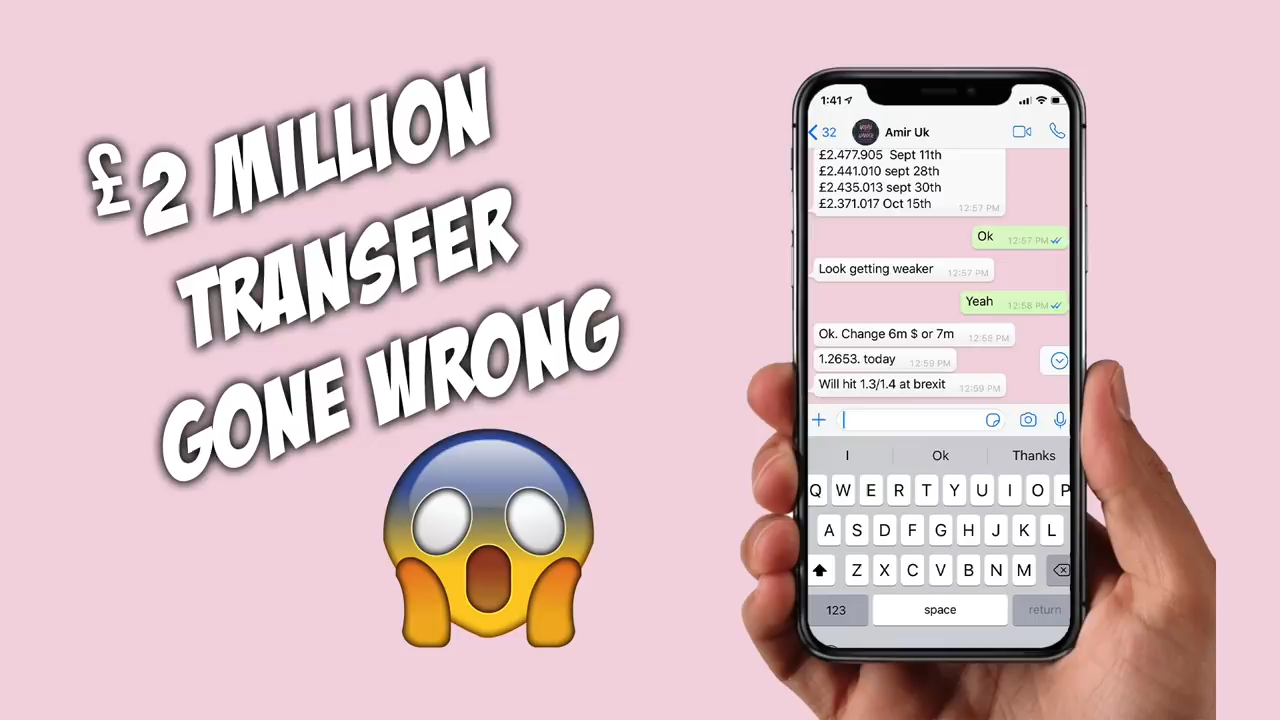 £2 MILLION
TRANSFER
GONE WRONG
1:41
32
Amir Uk
£2.477.905 Sept 11th
£2.441.010 sept 28th
£2.435.013 sept 30th
£2.371.017 Oct 15th
12:57 PM
Ok 12:57 PM
Look getting weaker 12:57 PM
Yeah 12:58 PM
Ok. Change 6m $ or 7m 12:58 PM
1.2653. today 12:59 PM
Will hit 1.3/1.4 at brexit 12:59 PM
I Ok Thanks
Q W E R T Y U I O P
A S D F G H J K L
Z X C V B N M
123 space return